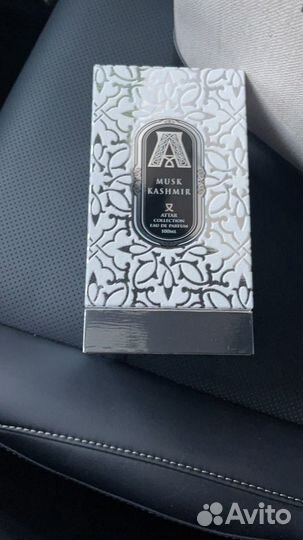 A
MUSK
KASHMIR
ATTAR
COLLECTION
EAU DE PARFUM
100ML
Avito